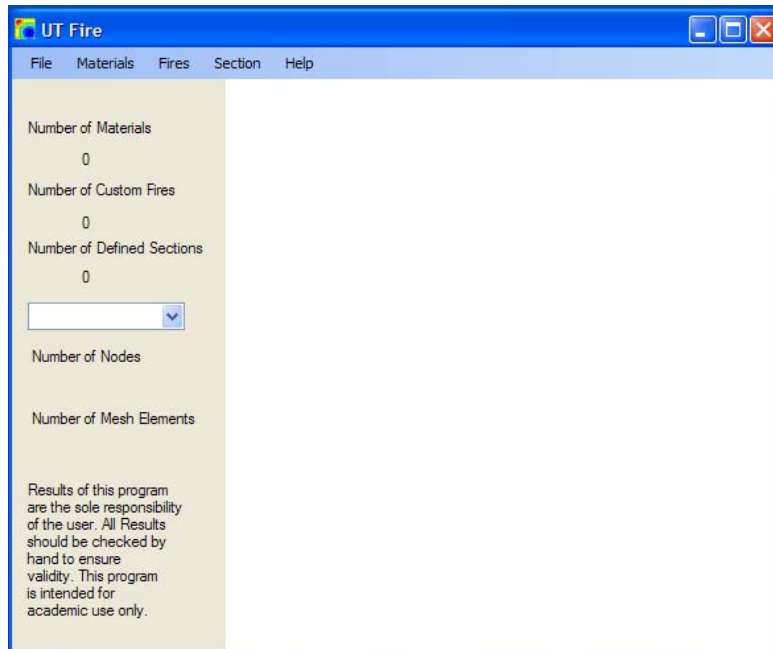 UT Fire
File Materials Fires Section Help
Number of Materials
0
Number of Custom Fires
0
Number of Defined Sections
0
Number of Nodes
Number of Mesh Elements
Results of this program
are the sole responsibility
of the user. All Results
should be checked by
hand to ensure
validity. This program
is intended for
academic use only.